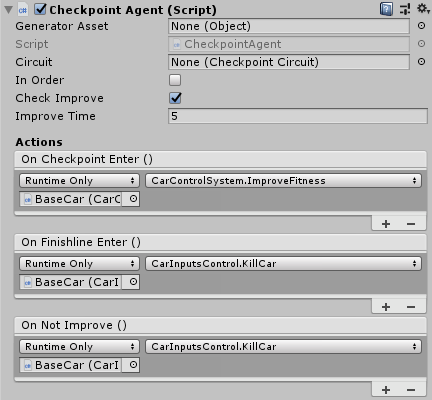 Checkpoint Agent (Script)
Generator Asset None (Object)
Script CheckpointAgent
Circuit None (Checkpoint Circuit)
In Order
Check Improve
Improve Time 5
Actions
On Checkpoint Enter ()
Runtime Only CarControlSystem.ImproveFitness
BaseCar (CarC
On Finishline Enter ()
Runtime Only CarInputsControl.KillCar
BaseCar (CarI
On Not Improve ()
Runtime Only CarInputsControl.KillCar
BaseCar (CarI